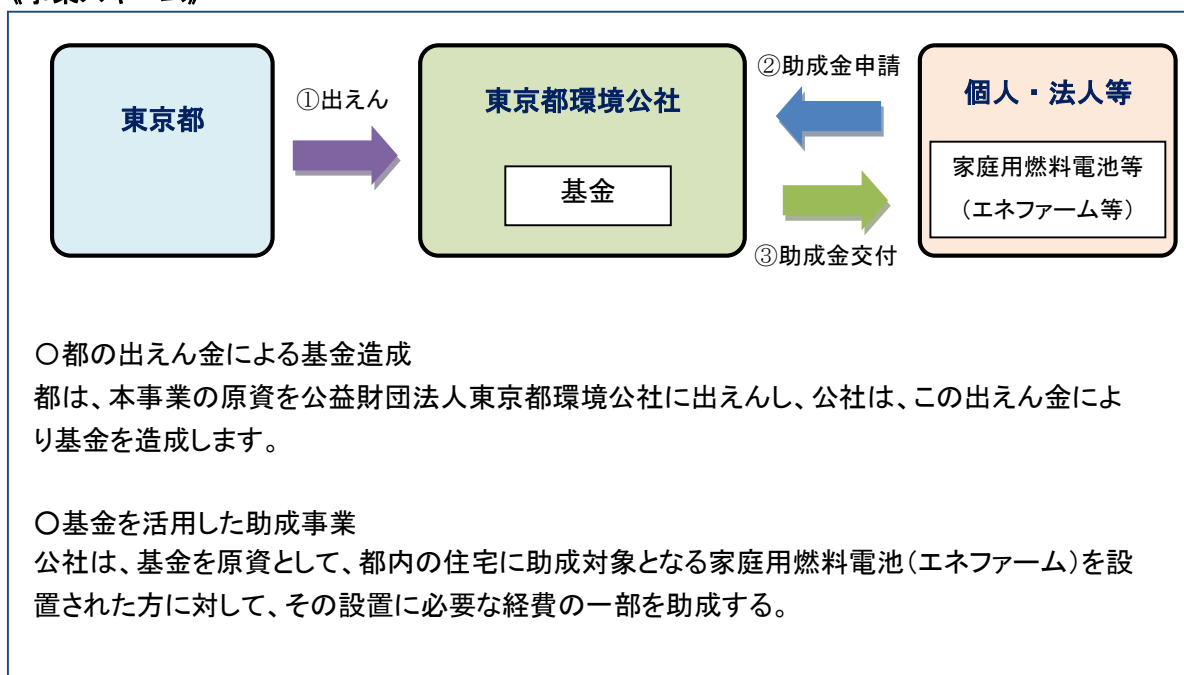 東京都
①出えん
東京都環境公社
基金
②助成金申請
③助成金交付
個人・法人等
家庭用燃料電池等
（エネファーム等）
〇都の出えん金による基金造成
都は、本事業の原資を公益財団法人東京都環境公社に出えんし、公社は、この出えん金によ
り基金を造成します。
〇基金を活用した助成事業
公社は、基金を原資として、都内の住宅に助成対象となる家庭用燃料電池（エネファーム）を設
置された方に対して、その設置に必要な経費の一部を助成する。